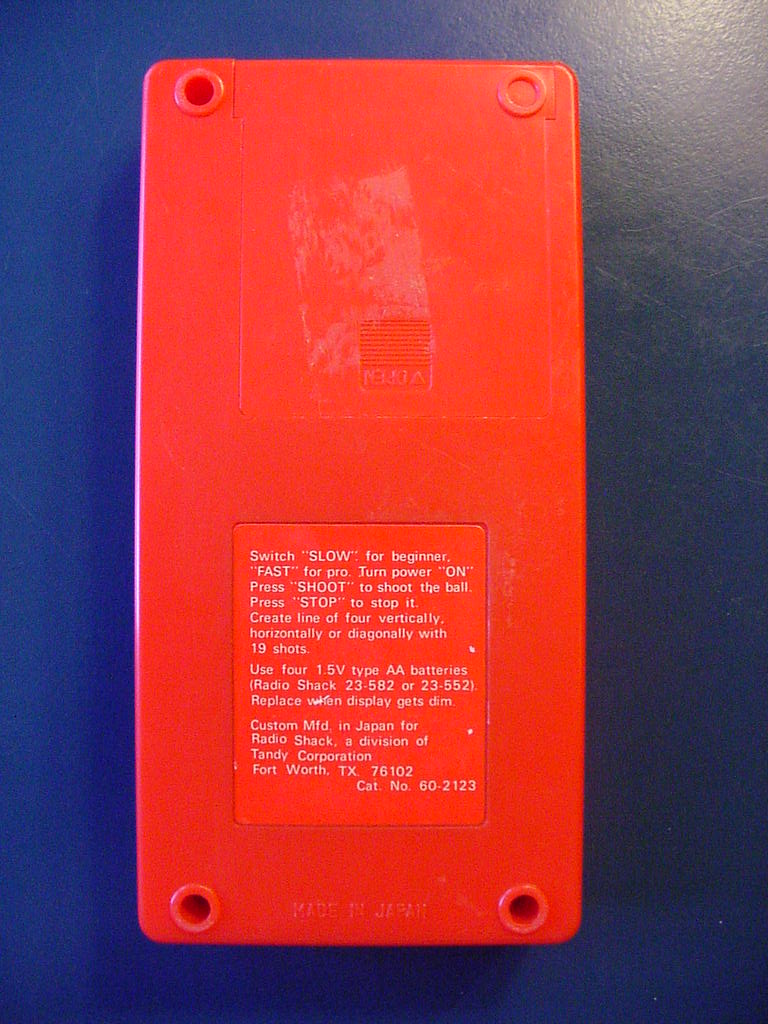 OPEN
Switch "SLOW" for beginner,
"FAST" for pro. Turn power "ON"
Press "SHOOT" to shoot the ball.
Press "STOP" to stop it.
Create line of four vertically,
horizontally or diagonally with
19 shots.
Use four 1.5V type AA batteries
(Radio Shack 23-582 or 23-552).
Replace when display gets dim.
Custom Mfd. in Japan for
Radio Shack, a division of
Tandy Corporation
Fort Worth, TX. 76102
Cat. No. 60-2123
MADE IN JAPAN